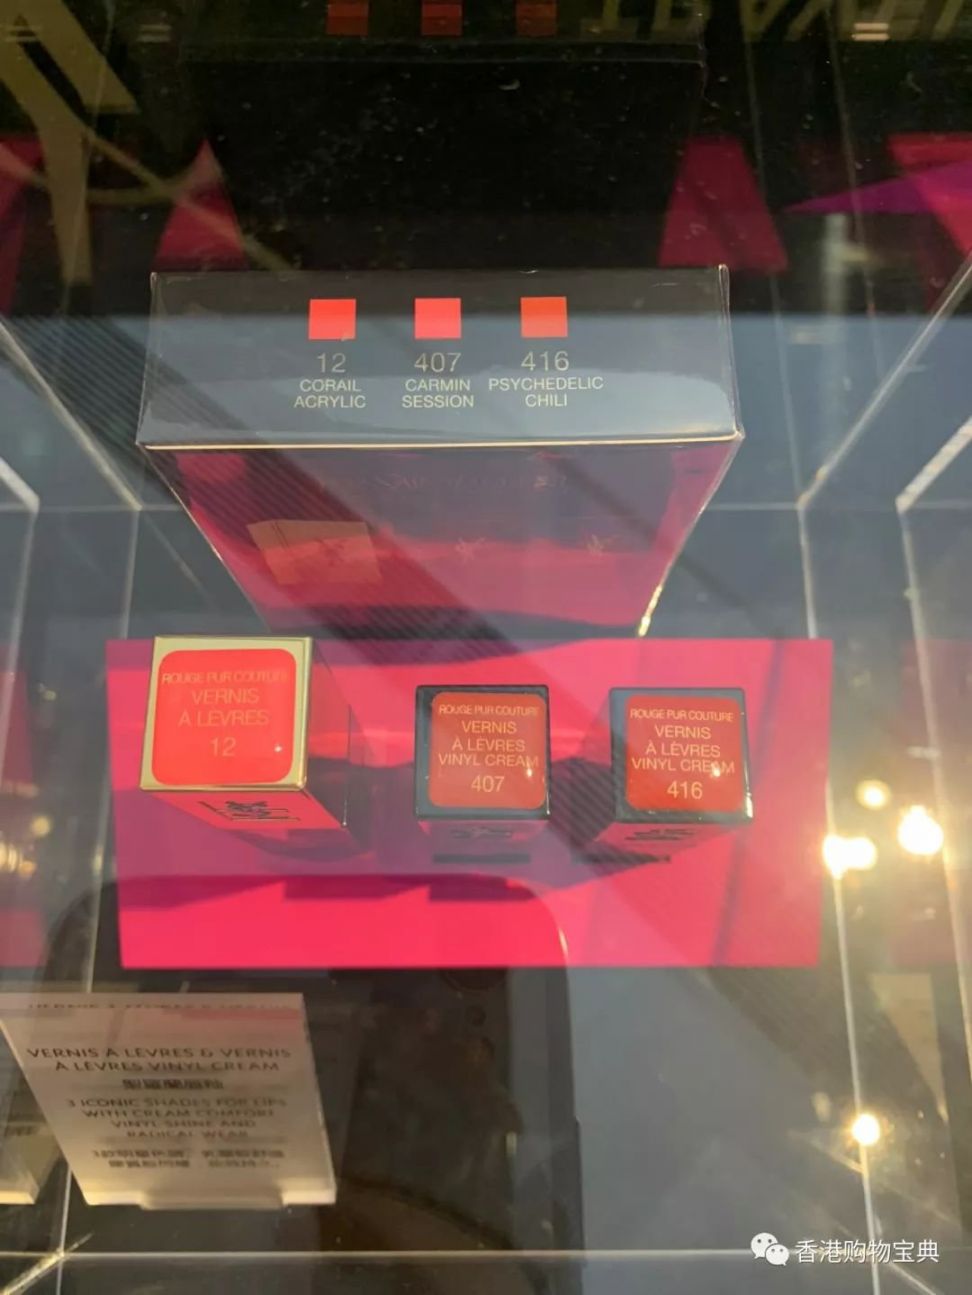 12
CORAIL
ACRYLIC
407
CARMIN
SESSION
416
PSYCHEDELIC
CHILI
ROUGE PUR COUTURE
VERNIS
À LÈVRES
12
ROUGE PUR COUTURE
VERNIS
À LÈVRES
VINYL CREAM
407
ROUGE PUR COUTURE
VERNIS
À LÈVRES
VINYL CREAM
416
VERNIS À LÈVRES & VERNIS
À LÈVRES VINYL CREAM
3 ICONIC SHADES FOR LIPS
WITH CREAM COMFORT
VINYL SHINE AND
RADICAL WEAR
香港购物宝典